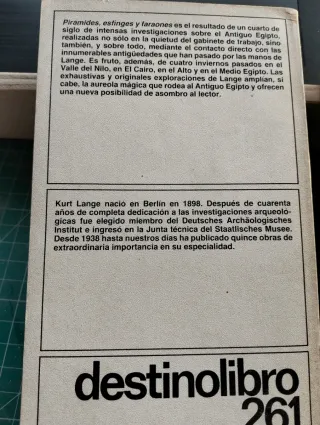 Pirámides, esfinges y faraones es el resultado de un cuarto de
siglo de intensas investigaciones sobre el Antiguo Egipto,
realizadas no sólo en la quietud del gabinete de trabajo, sino
también, y sobre todo, mediante el contacto directo con las
innumerables antigüedades que han pasado por las manos de
Lange. Es fruto, además, de cuatro inviernos pasados en el
Valle del Nilo, en El Cairo, en el Alto y en el Medio Egipto. Las
exhaustivas y originales exploraciones de Lange amplían, si
cabe, la aureola mágica que rodea al Antiguo Egipto y ofrecen
una nueva posibilidad de asombro al lector.
Kurt Lange nació en Berlín en 1898. Después de cuarenta
años de completa dedicación a las investigaciones arqueoló-
gicas fue elegido miembro del Deutsches Archäologisches
Institut e ingresó en la Junta técnica del Staatlisches Musee.
Desde 1938 hasta nuestros días ha publicado quince obras de
extraordinaria importancia en su especialidad.
destinolibro
261